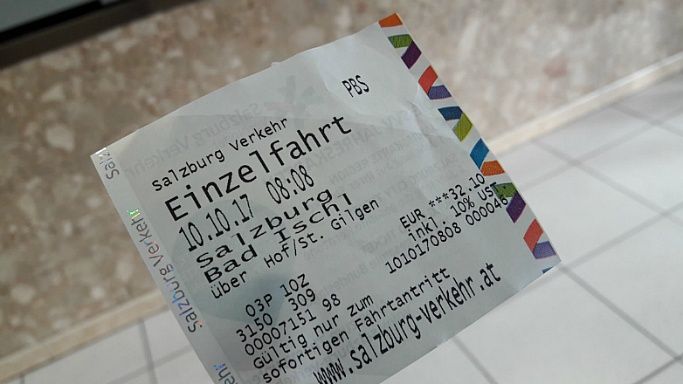 PBS
Salzburg Verkehr
Einzelfahrt
10.10.17 08:08
Salzburg
Bad Ischl
über Hof/St. Gilgen
EUR ***32,10
inkl. 10% USt.
03P 10Z
3150 309
1010170808 000046
00007151 98
Gültig nur zum
sofortigen Fahrtantritt
www.salzburg-verkehr.at
Salzburg Verkehr